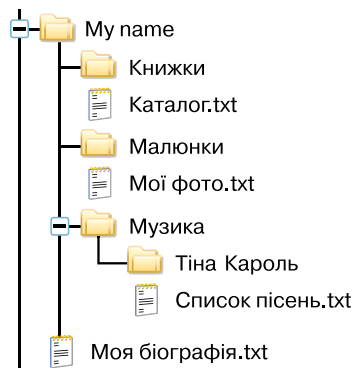 My name
Книжки
Каталог.txt
Малюнки
Мої фото.txt
Музика
Тіна Кароль
Список пісень.txt
Моя біографія.txt